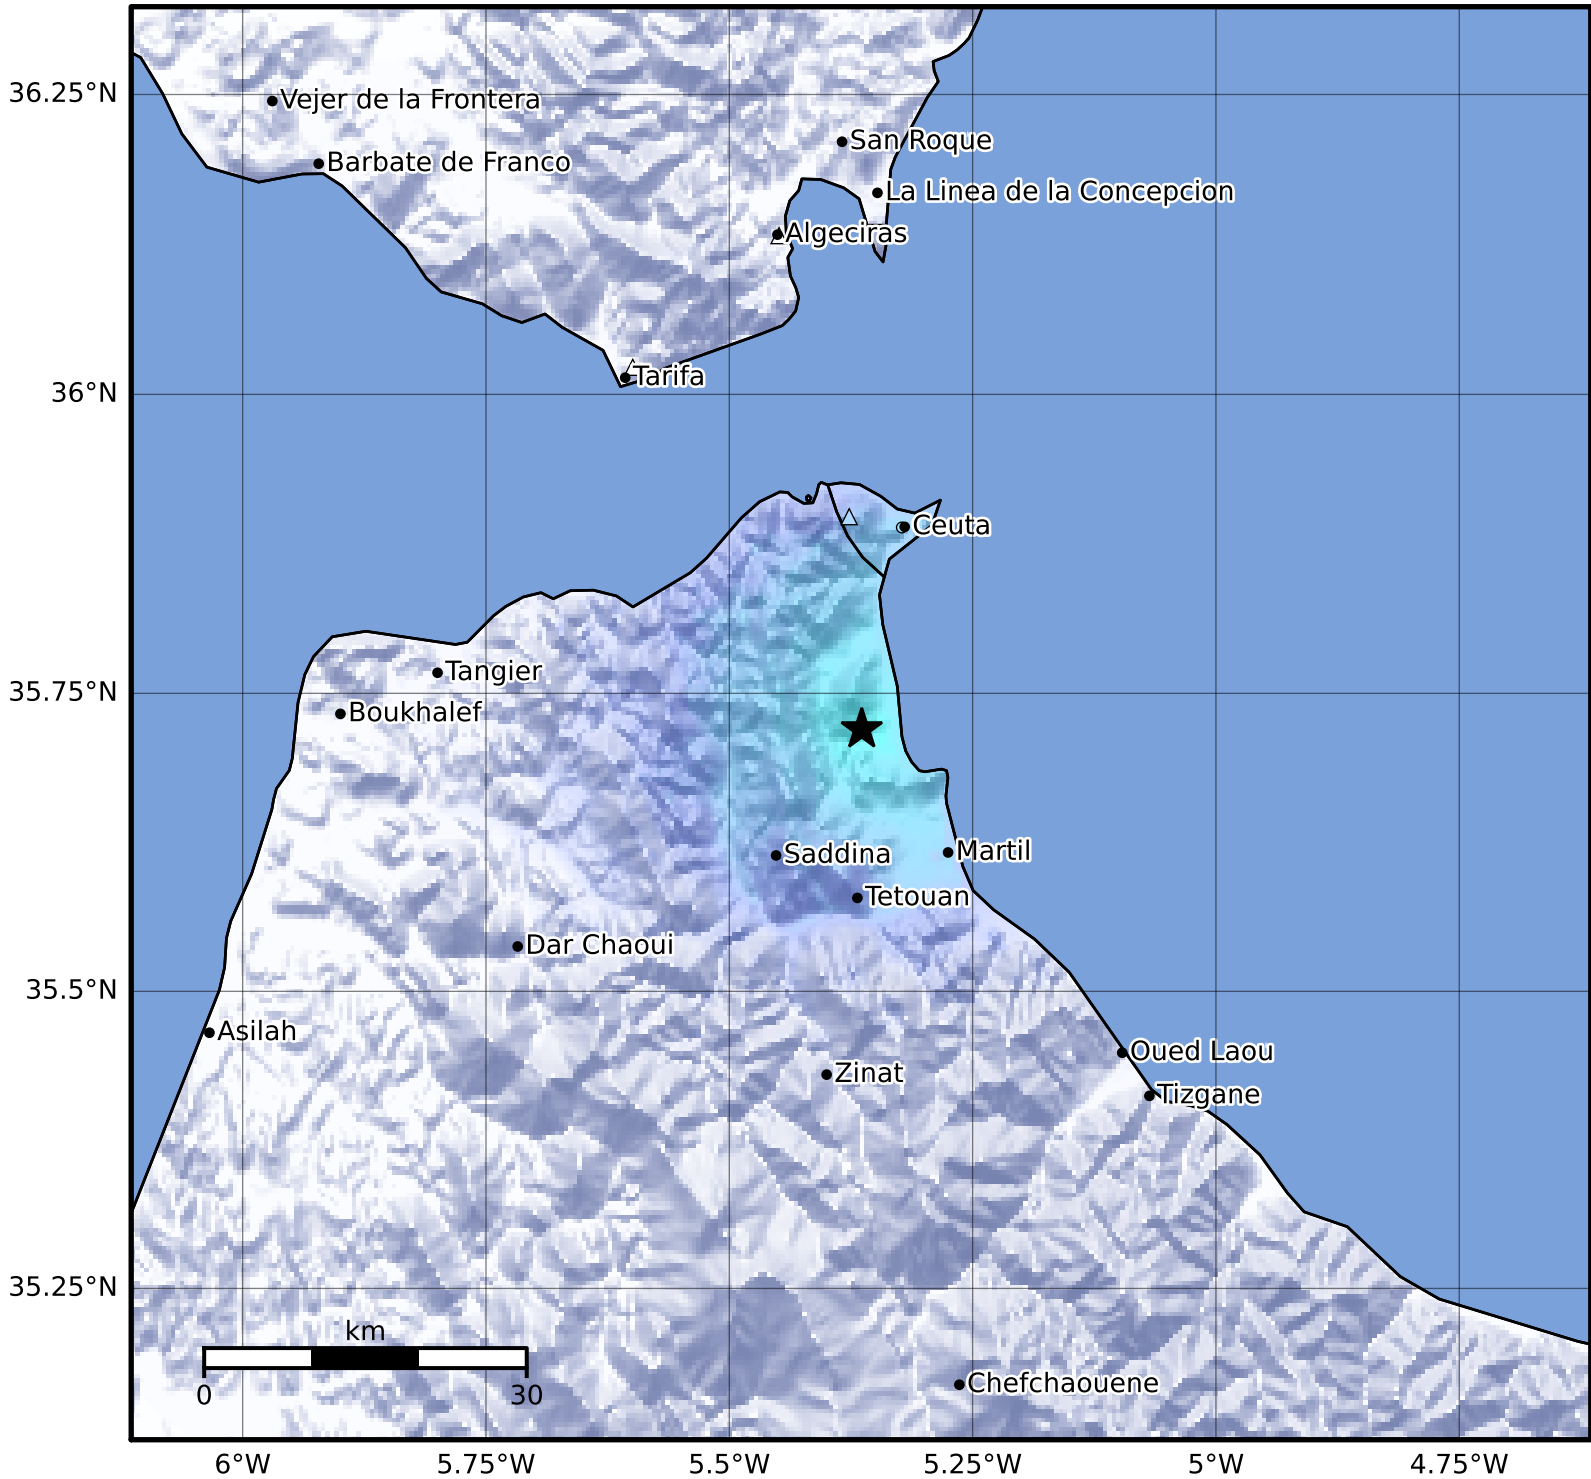 36.25°N
Vejer de la Frontera
San Roque
Barbate de Franco
La Linea de la Concepcion
Algeciras
Tarifa
36°N
Ceuta
Tangier
35.75°N
Boukhalef
Saddina
Martil
Tetouan
Dar Chaoui
35.5°N
Asilah
Oued Laou
Zinat
Tizgane
35.25°N
km
0
30
Chefchaouene
6°W
5.75°W
5.5°W
5.25°W
5°W
4.75°W